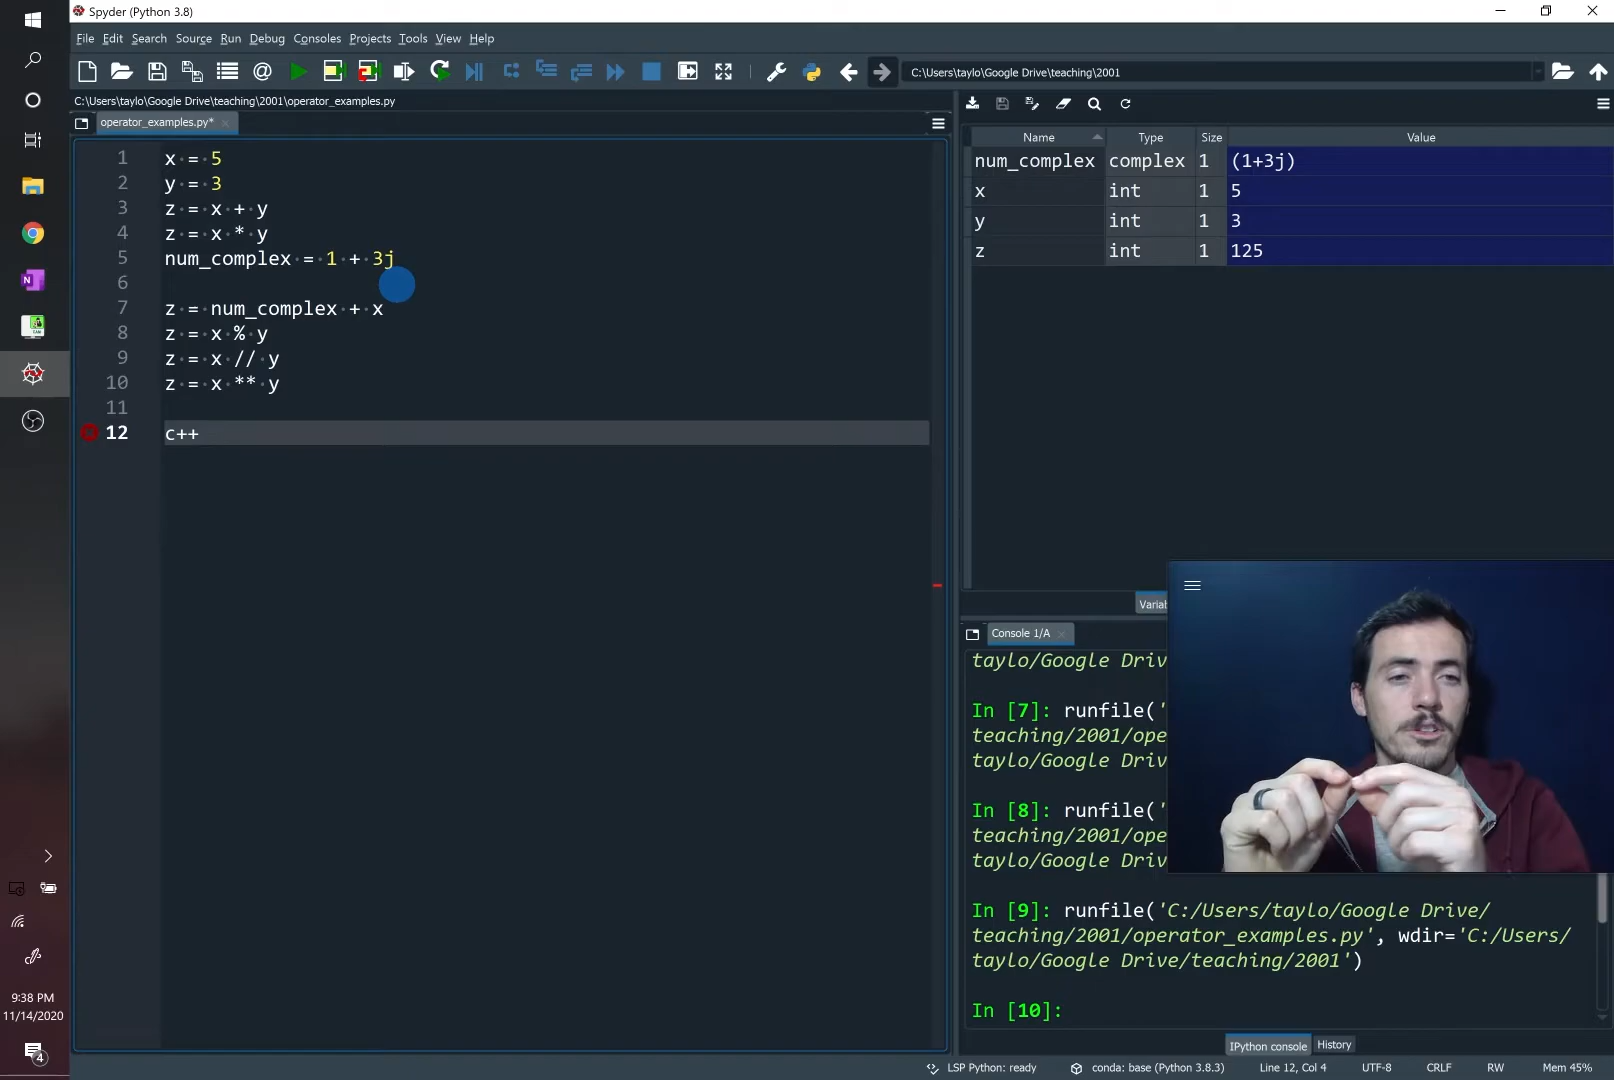 Spyder (Python 3.8)
File Edit Search Source Run Debug Consoles Projects Tools View Help
C:\Users\taylo\Google Drive\teaching\2001
C:\Users\taylo\Google Drive\teaching\2001\operator_examples.py
operator_examples.py*
1 x = 5
2 y = 3
3 z = x + y
4 z = x * y
5 num_complex = 1 + 3j
6
7 z = num_complex + x
8 z = x % y
9 z = x // y
10 z = x ** y
11
12 c++
Name Type Size Value
num_complex complex 1 (1+3j)
x int 1 5
y int 1 3
z int 1 125
Variab
Console 1/A
taylo/Google Driv
In [7]: runfile('
teaching/2001/ope
taylo/Google Driv
In [8]: runfile('
teaching/2001/ope
taylo/Google Driv
In [9]: runfile('C:/Users/taylo/Google Drive/
teaching/2001/operator_examples.py', wdir='C:/Users/
taylo/Google Drive/teaching/2001')
In [10]:
IPython console History
LSP Python: ready conda: base (Python 3.8.3) Line 12, Col 4 UTF-8 CRLF RW Mem 45%
9:38 PM
11/14/2020
4